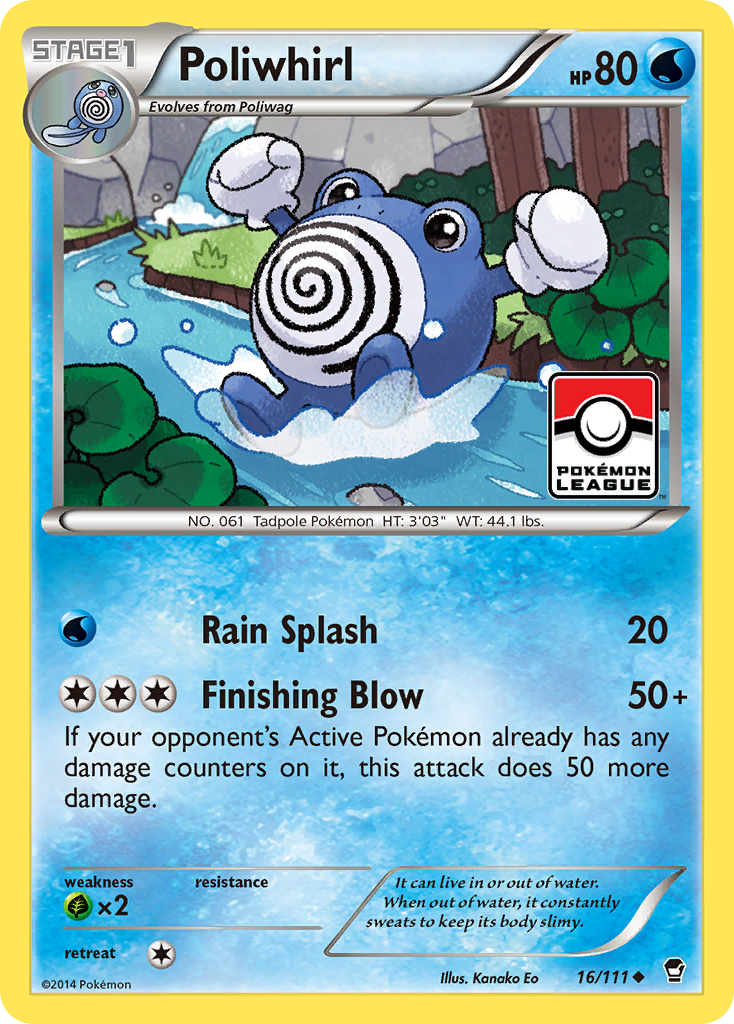 STAGE1
Poliwhirl
HP80
Evolves from Poliwag
POKÉMON
LEAGUE
TM
NO. 061 Tadpole Pokémon HT: 3'03" WT: 44.1 lbs.
Rain Splash 20
Finishing Blow 50+
If your opponent's Active Pokémon already has any
damage counters on it, this attack does 50 more
damage.
weakness resistance
×2
It can live in or out of water.
When out of water, it constantly
sweats to keep its body slimy.
retreat
©2014 Pokémon
Illus. Kanako Eo
16/111